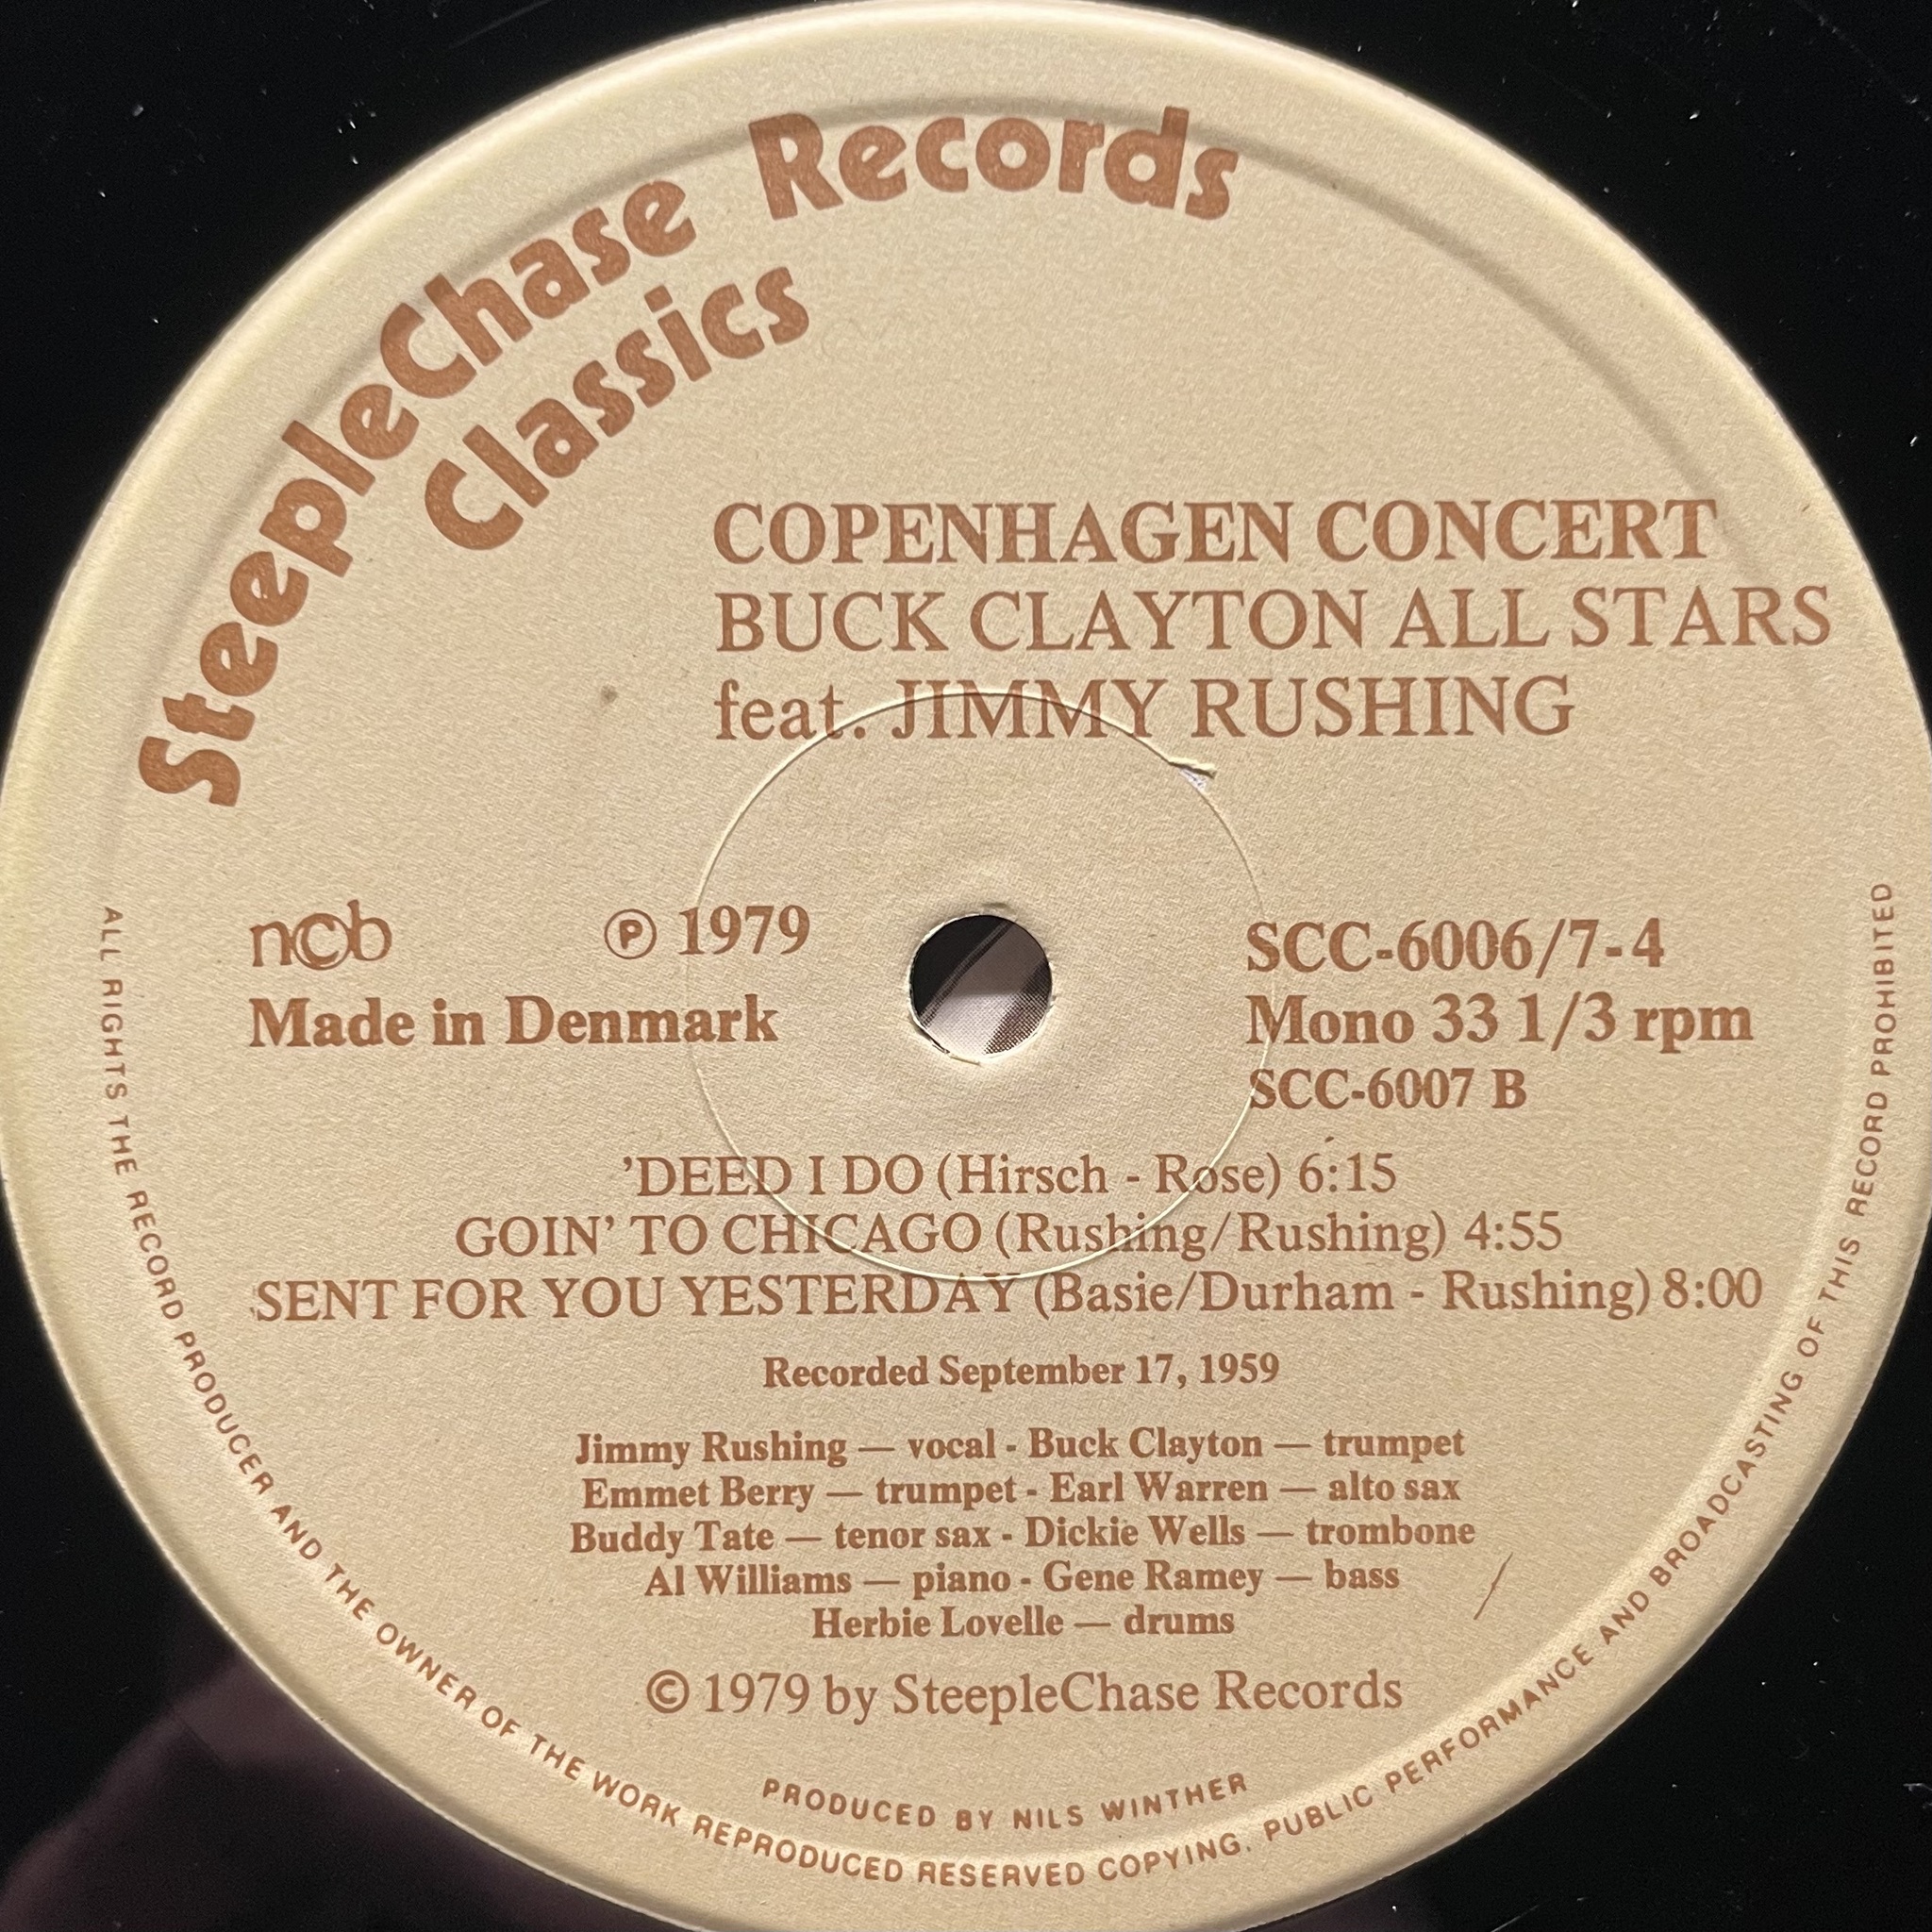 SteepleChase Records
Classics
COPENHAGEN CONCERT
BUCK CLAYTON ALL STARS
feat. JIMMY RUSHING
ncb ℗ 1979
Made in Denmark
SCC-6006/7-4
Mono 33 1/3 rpm
SCC-6007 B
’DEED I DO (Hirsch - Rose) 6:15
GOIN’ TO CHICAGO (Rushing/Rushing) 4:55
SENT FOR YOU YESTERDAY (Basie/Durham - Rushing) 8:00
Recorded September 17, 1959
Jimmy Rushing — vocal - Buck Clayton — trumpet
Emmet Berry — trumpet - Earl Warren — alto sax
Buddy Tate — tenor sax - Dickie Wells — trombone
Al Williams — piano - Gene Ramey — bass
Herbie Lovelle — drums
© 1979 by SteepleChase Records
PRODUCED BY NILS WINTHER
ALL RIGHTS THE RECORD PRODUCER AND THE OWNER OF THE WORK REPRODUCED RESERVED COPYING, PUBLIC PERFORMANCE AND BROADCASTING OF THIS RECORD PROHIBITED